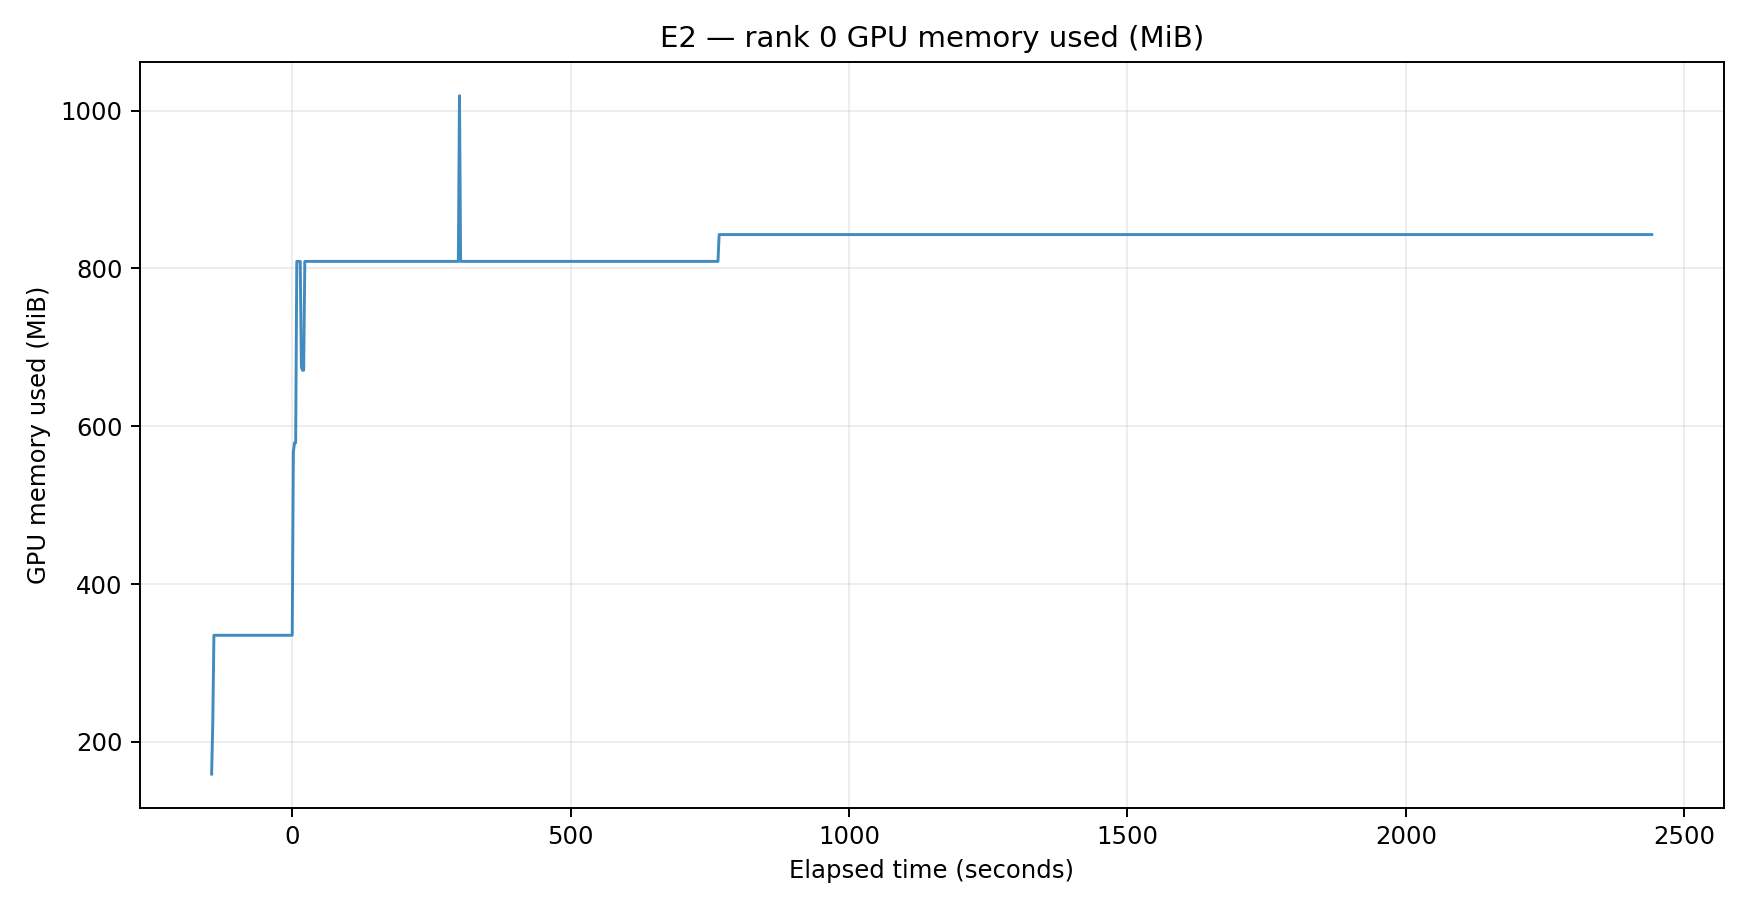 E2 — rank 0 GPU memory used (MiB)
GPU memory used (MiB)
1000
800
600
400
200
0 500 1000 1500 2000 2500
Elapsed time (seconds)